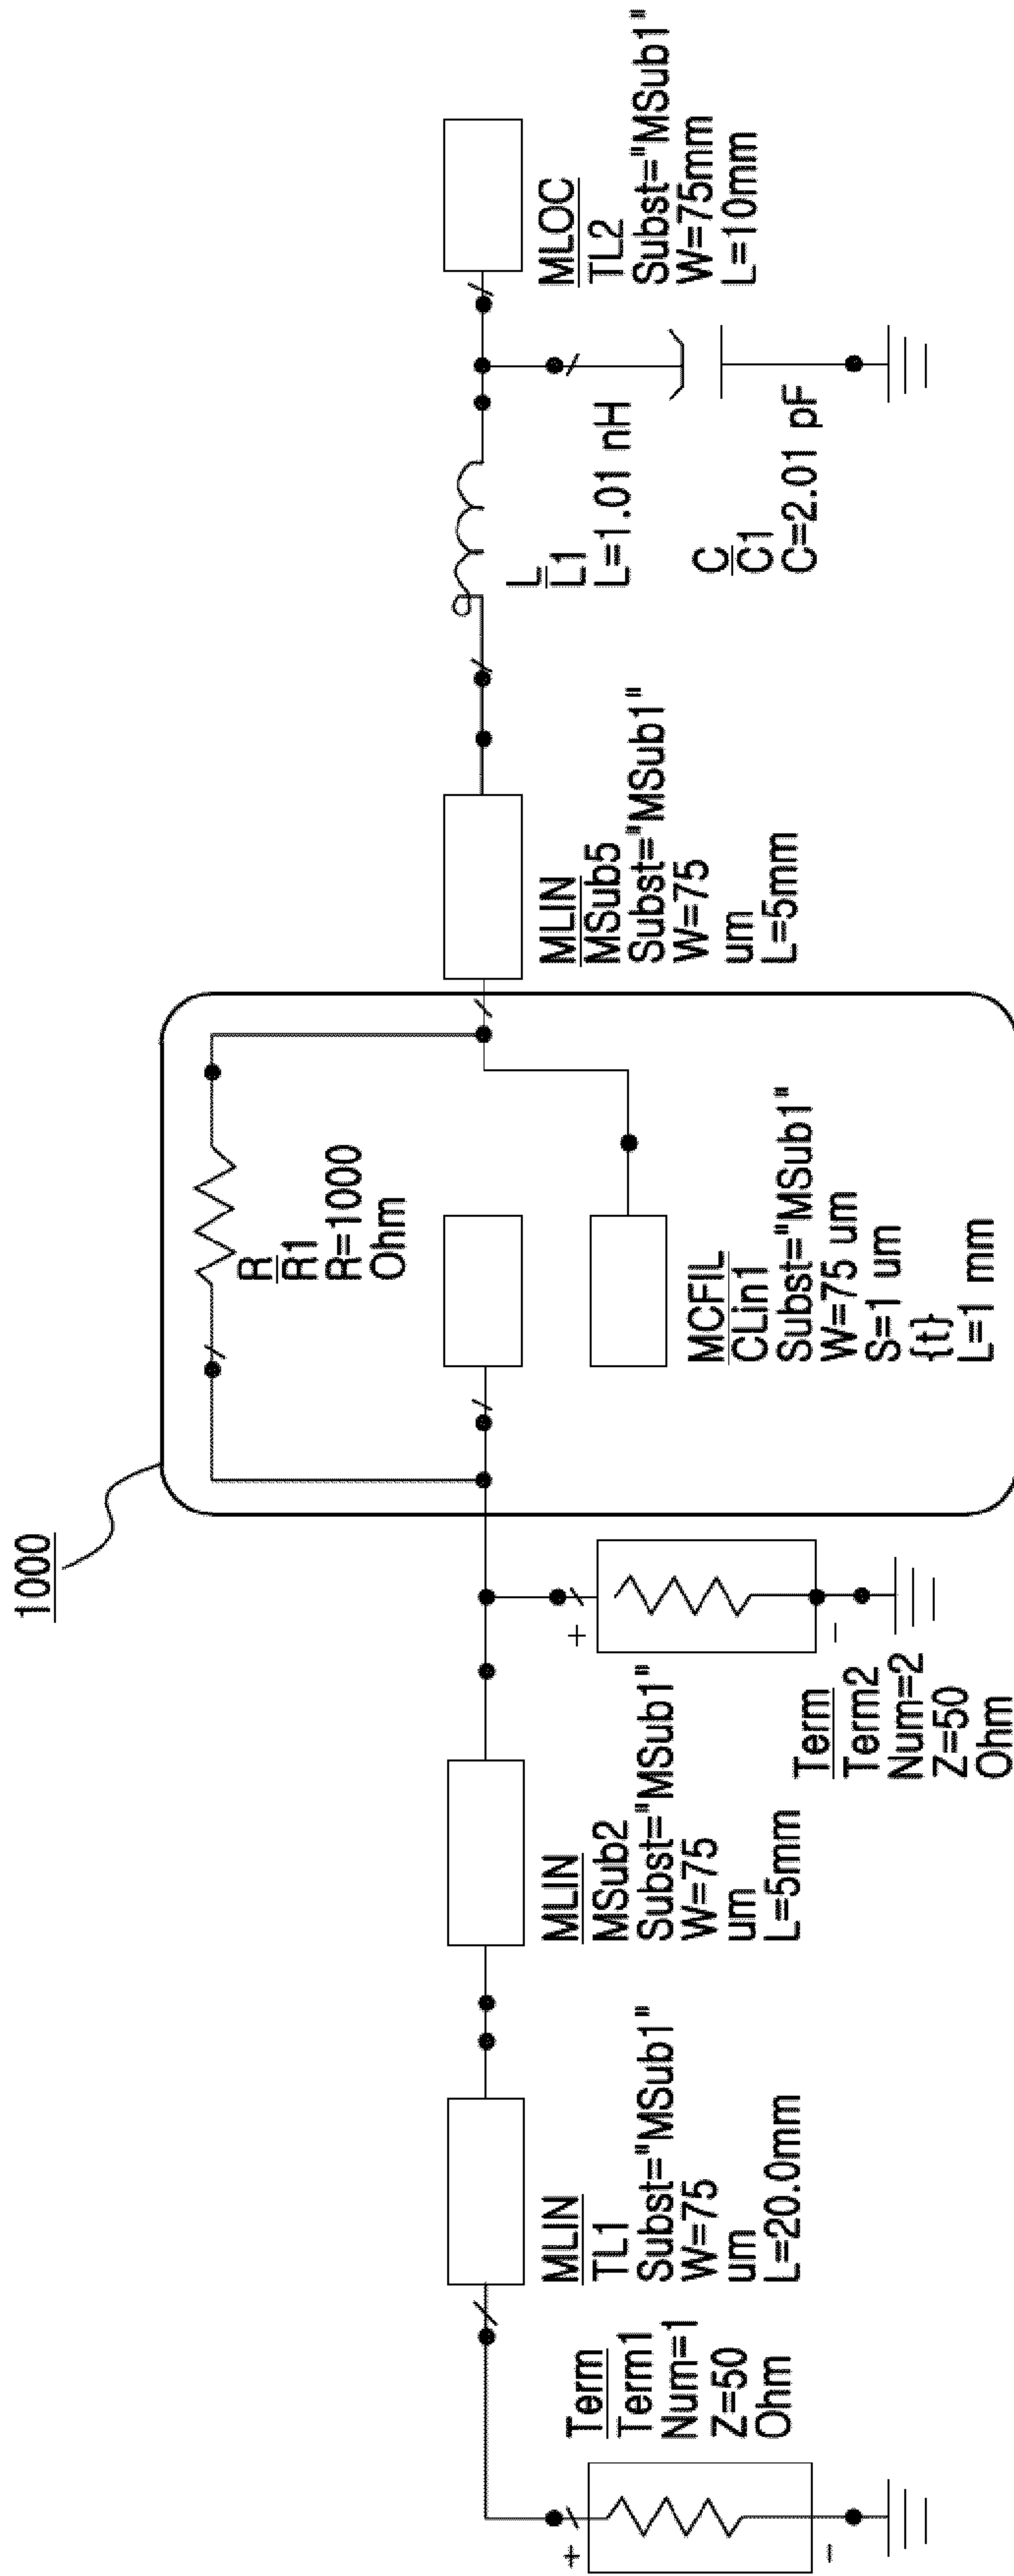 1000
Term
Term1
Num=1
Z=50
Ohm
+
−
MLIN
TL1
Subst="MSub1"
W=75
um
L=20.0mm
MLIN
MSub2
Subst="MSub1"
W=75
um
L=5mm
+
−
Term
Term2
Num=2
Z=50
Ohm
R
R1
R=1000
Ohm
MCFIL
CLin1
Subst="MSub1"
W=75 um
S=1 um
{t}
L=1 mm
MLIN
MSub5
Subst="MSub1"
W=75
um
L=5mm
L
L1
L=1.01 nH
C
C1
C=2.01 pF
MLOC
TL2
Subst="MSub1"
W=75mm
L=10mm